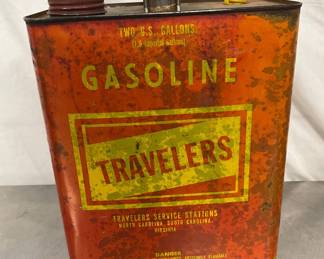 TWO U.S. GALLONS
GASOLINE
TRAVELERS
TRAVELERS SERVICE STATIONS
NORTH CAROLINA, SOUTH CAROLINA,
VIRGINIA
DANGER